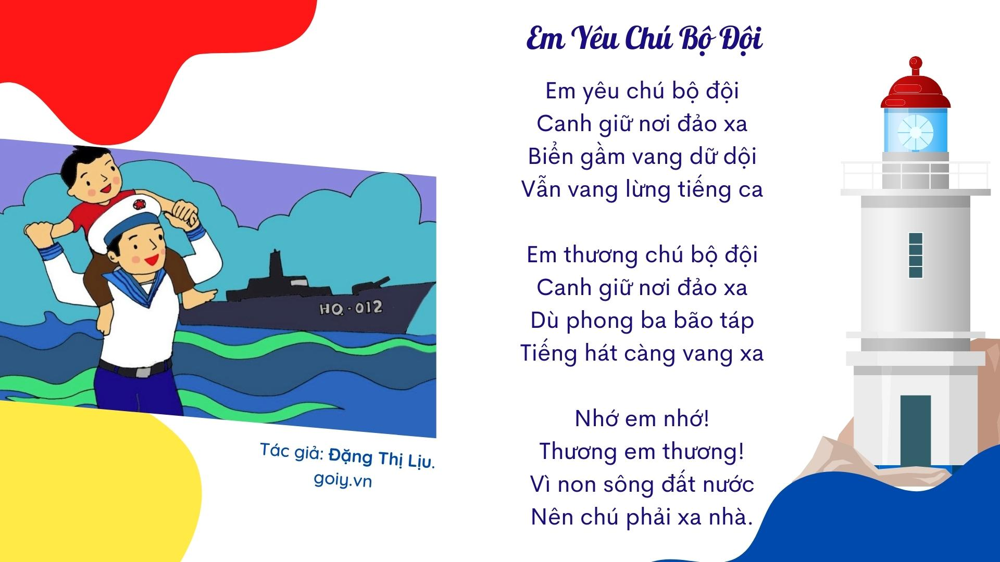 Em Yêu Chú Bộ Đội
Em yêu chú bộ đội
Canh giữ nơi đảo xa
Biển gầm vang dữ dội
Vẫn vang lừng tiếng ca
Em thương chú bộ đội
Canh giữ nơi đảo xa
Dù phong ba bão táp
Tiếng hát càng vang xa
Nhớ em nhớ!
Thương em thương!
Vì non sông đất nước
Nên chú phải xa nhà.
HQ-012
Tác giả: Đặng Thị Lịu.
goiy.vn